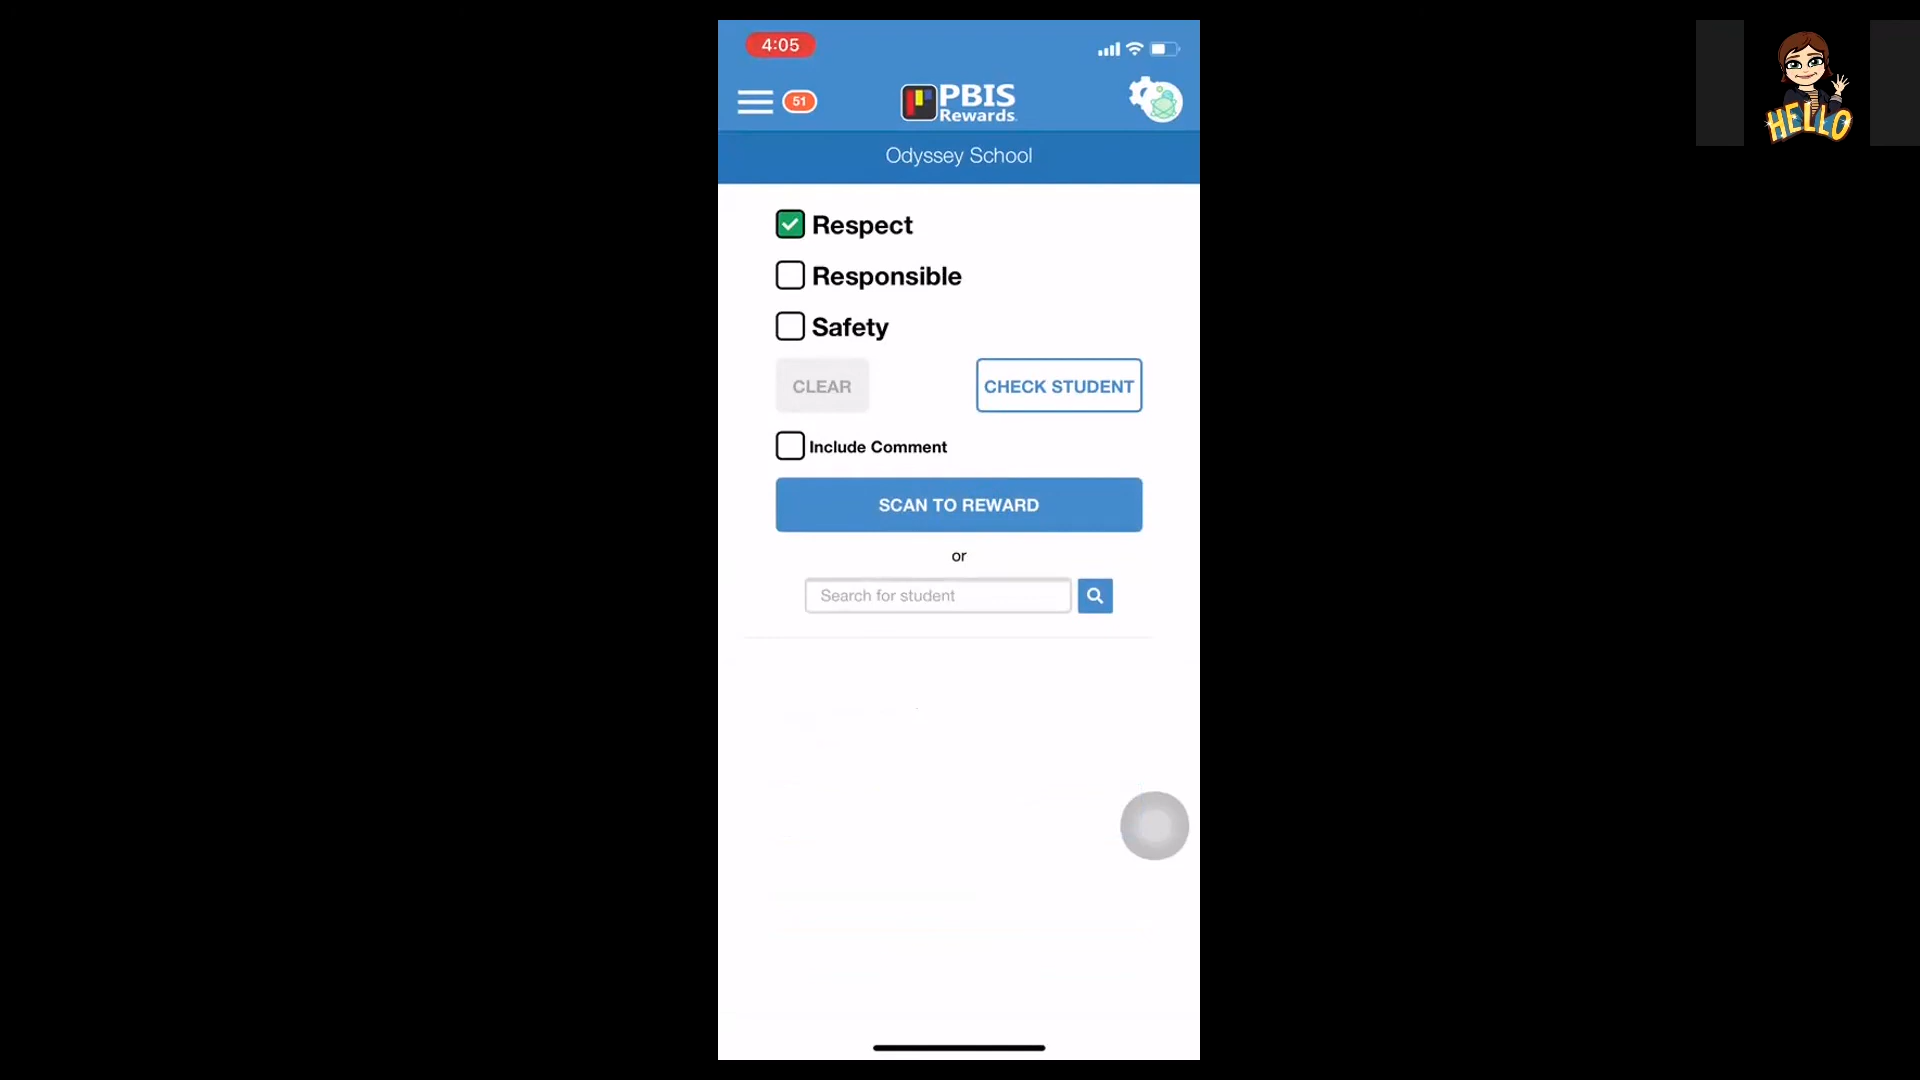 4:05
51
PBIS
Rewards
Odyssey School
Respect
Responsible
Safety
CLEAR
CHECK STUDENT
Include Comment
SCAN TO REWARD
or
Search for student
HELLO